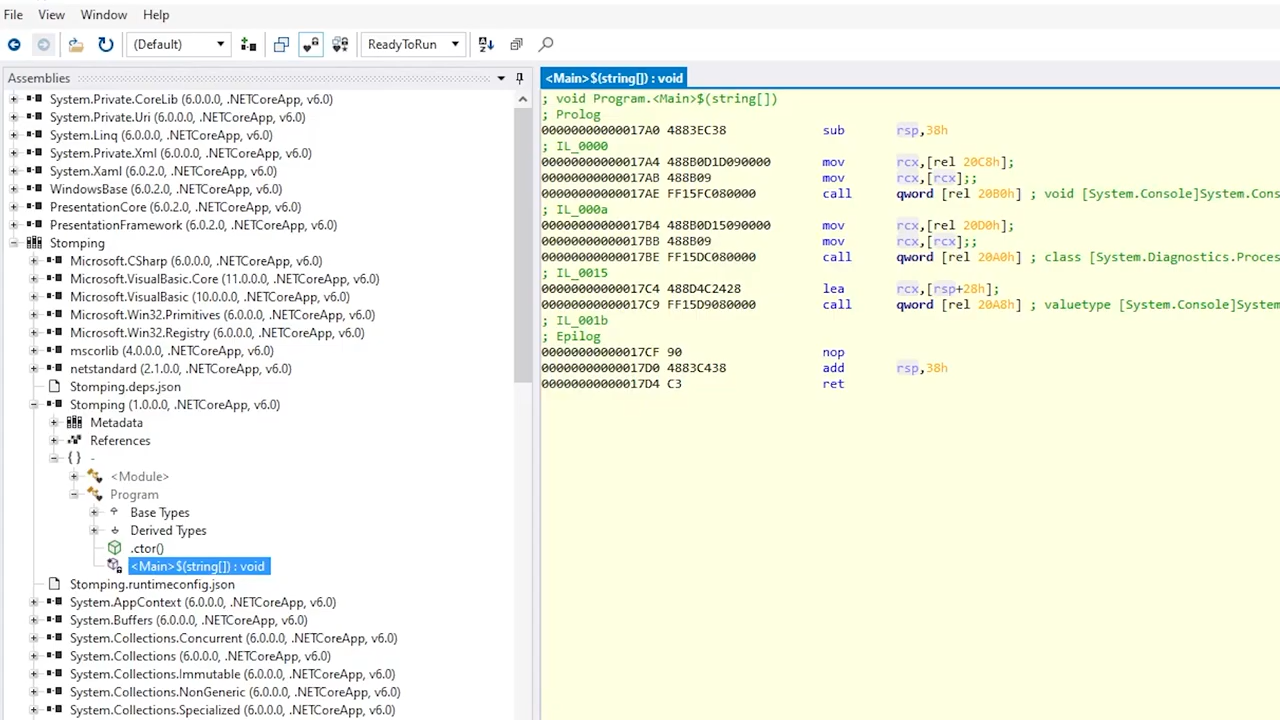 File View Window Help
(Default) ReadyToRun
Assemblies
System.Private.CoreLib (6.0.0.0, .NETCoreApp, v6.0)
System.Private.Uri (6.0.0.0, .NETCoreApp, v6.0)
System.Linq (6.0.0.0, .NETCoreApp, v6.0)
System.Private.Xml (6.0.0.0, .NETCoreApp, v6.0)
System.Xaml (6.0.2.0, .NETCoreApp, v6.0)
WindowsBase (6.0.2.0, .NETCoreApp, v6.0)
PresentationCore (6.0.2.0, .NETCoreApp, v6.0)
PresentationFramework (6.0.2.0, .NETCoreApp, v6.0)
Stomping
Microsoft.CSharp (6.0.0.0, .NETCoreApp, v6.0)
Microsoft.VisualBasic.Core (11.0.0.0, .NETCoreApp, v6.0)
Microsoft.VisualBasic (10.0.0.0, .NETCoreApp, v6.0)
Microsoft.Win32.Primitives (6.0.0.0, .NETCoreApp, v6.0)
Microsoft.Win32.Registry (6.0.0.0, .NETCoreApp, v6.0)
mscorlib (4.0.0.0, .NETCoreApp, v6.0)
netstandard (2.1.0.0, .NETCoreApp, v6.0)
Stomping.deps.json
Stomping (1.0.0.0, .NETCoreApp, v6.0)
Metadata
References
{ } -
<Module>
Program
Base Types
Derived Types
.ctor()
<Main>$(string[]) : void
Stomping.runtimeconfig.json
System.AppContext (6.0.0.0, .NETCoreApp, v6.0)
System.Buffers (6.0.0.0, .NETCoreApp, v6.0)
System.Collections.Concurrent (6.0.0.0, .NETCoreApp, v6.0)
System.Collections (6.0.0.0, .NETCoreApp, v6.0)
System.Collections.Immutable (6.0.0.0, .NETCoreApp, v6.0)
System.Collections.NonGeneric (6.0.0.0, .NETCoreApp, v6.0)
System.Collections.Specialized (6.0.0.0, .NETCoreApp, v6.0)
<Main>$(string[]) : void
; void Program.<Main>$(string[])
; Prolog
00000000000017A0 4883EC38 sub rsp,38h
; IL_0000
00000000000017A4 488B0D1D090000 mov rcx,[rel 20C8h];
00000000000017AB 488B09 mov rcx,[rcx];;
00000000000017AE FF15FC080000 call qword [rel 20B0h] ; void [System.Console]System.Cons
; IL_000a
00000000000017B4 488B0D15090000 mov rcx,[rel 20D0h];
00000000000017BB 488B09 mov rcx,[rcx];;
00000000000017BE FF15DC080000 call qword [rel 20A0h] ; class [System.Diagnostics.Proces
; IL_0015
00000000000017C4 488D4C2428 lea rcx,[rsp+28h];
00000000000017C9 FF15D9080000 call qword [rel 20A8h] ; valuetype [System.Console]System
; IL_001b
; Epilog
00000000000017CF 90 nop
00000000000017D0 4883C438 add rsp,38h
00000000000017D4 C3 ret